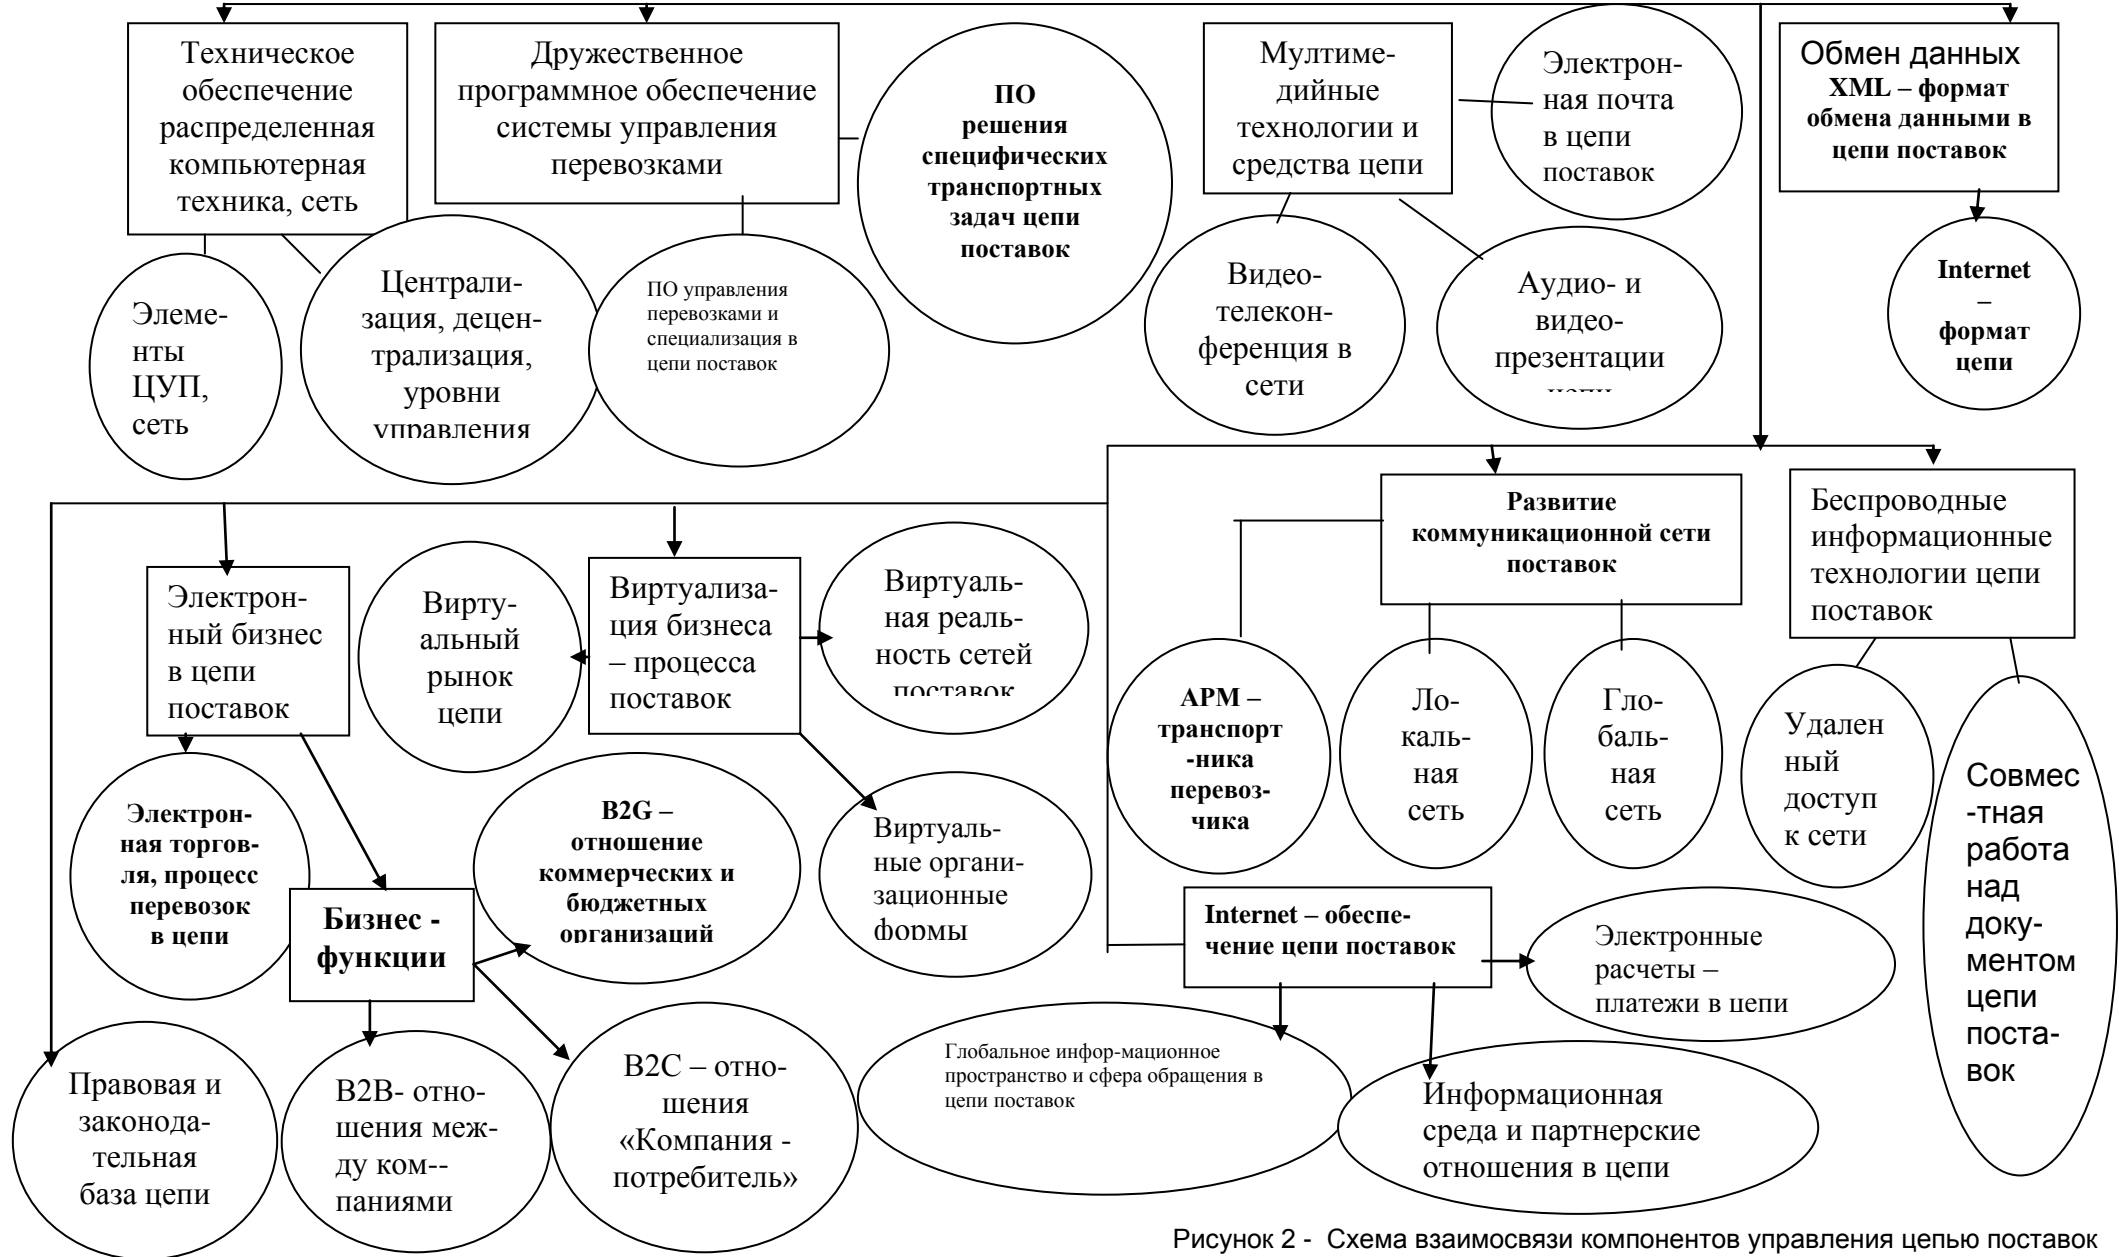 Техническое
обеспечение
распределенная
компьютерная
техника, сеть
Дружественное
программное обеспечение
системы управления
перевозками
ПО
решения
специфических
транспортных
задач цепи
поставок
Мултиме-
дийные
технологии и
средства цепи
Электрон-
ная почта
в цепи
поставок
Обмен данных
XML – формат
обмена данными в
цепи поставок
Элеме-
нты
ЦУП,
сеть
Централи-
зация, децен-
трализация,
уровни
управления
ПО управления
перевозками и
специализация в
цепи поставок
Видео-
телекон-
ференция в
сети
Аудио- и
видео-
презентации
цепи
Internet
–
формат
цепи
Развитие
коммуникационной сети
поставок
Беспроводные
информационные
технологии цепи
поставок
Электрон-
ный бизнес
в цепи
поставок
Вирту-
альный
рынок
цепи
Виртуализа-
ция бизнеса
– процесса
поставок
Виртуаль-
ная реаль-
ность сетей
поставок
АРМ –
транспорт
-ника
перевоз-
чика
Ло-
каль-
ная
сеть
Гло-
баль-
ная
сеть
Удален
ный
доступ
к сети
Совмес
-тная
работа
над
доку-
ментом
цепи
поста-
вок
Электрон-
ная торгов-
ля, процесс
перевозок
в цепи
Бизнес -
функции
B2G –
отношение
коммерческих и
бюджетных
организаций
Виртуаль-
ные органи-
зационные
формы
Internet – обеспе-
чение цепи поставок
Электронные
расчеты –
платежи в цепи
Правовая и
законода-
тельная
база цепи
B2B- отно-
шения меж-
ду ком--
паниями
B2C – отно-
шения
«Компания -
потребитель»
Глобальное инфор-мационное
пространство и сфера обращения в
цепи поставок
Информационная
среда и партнерские
отношения в цепи
Рисунок 2 - Схема взаимосвязи компонентов управления цепью поставок